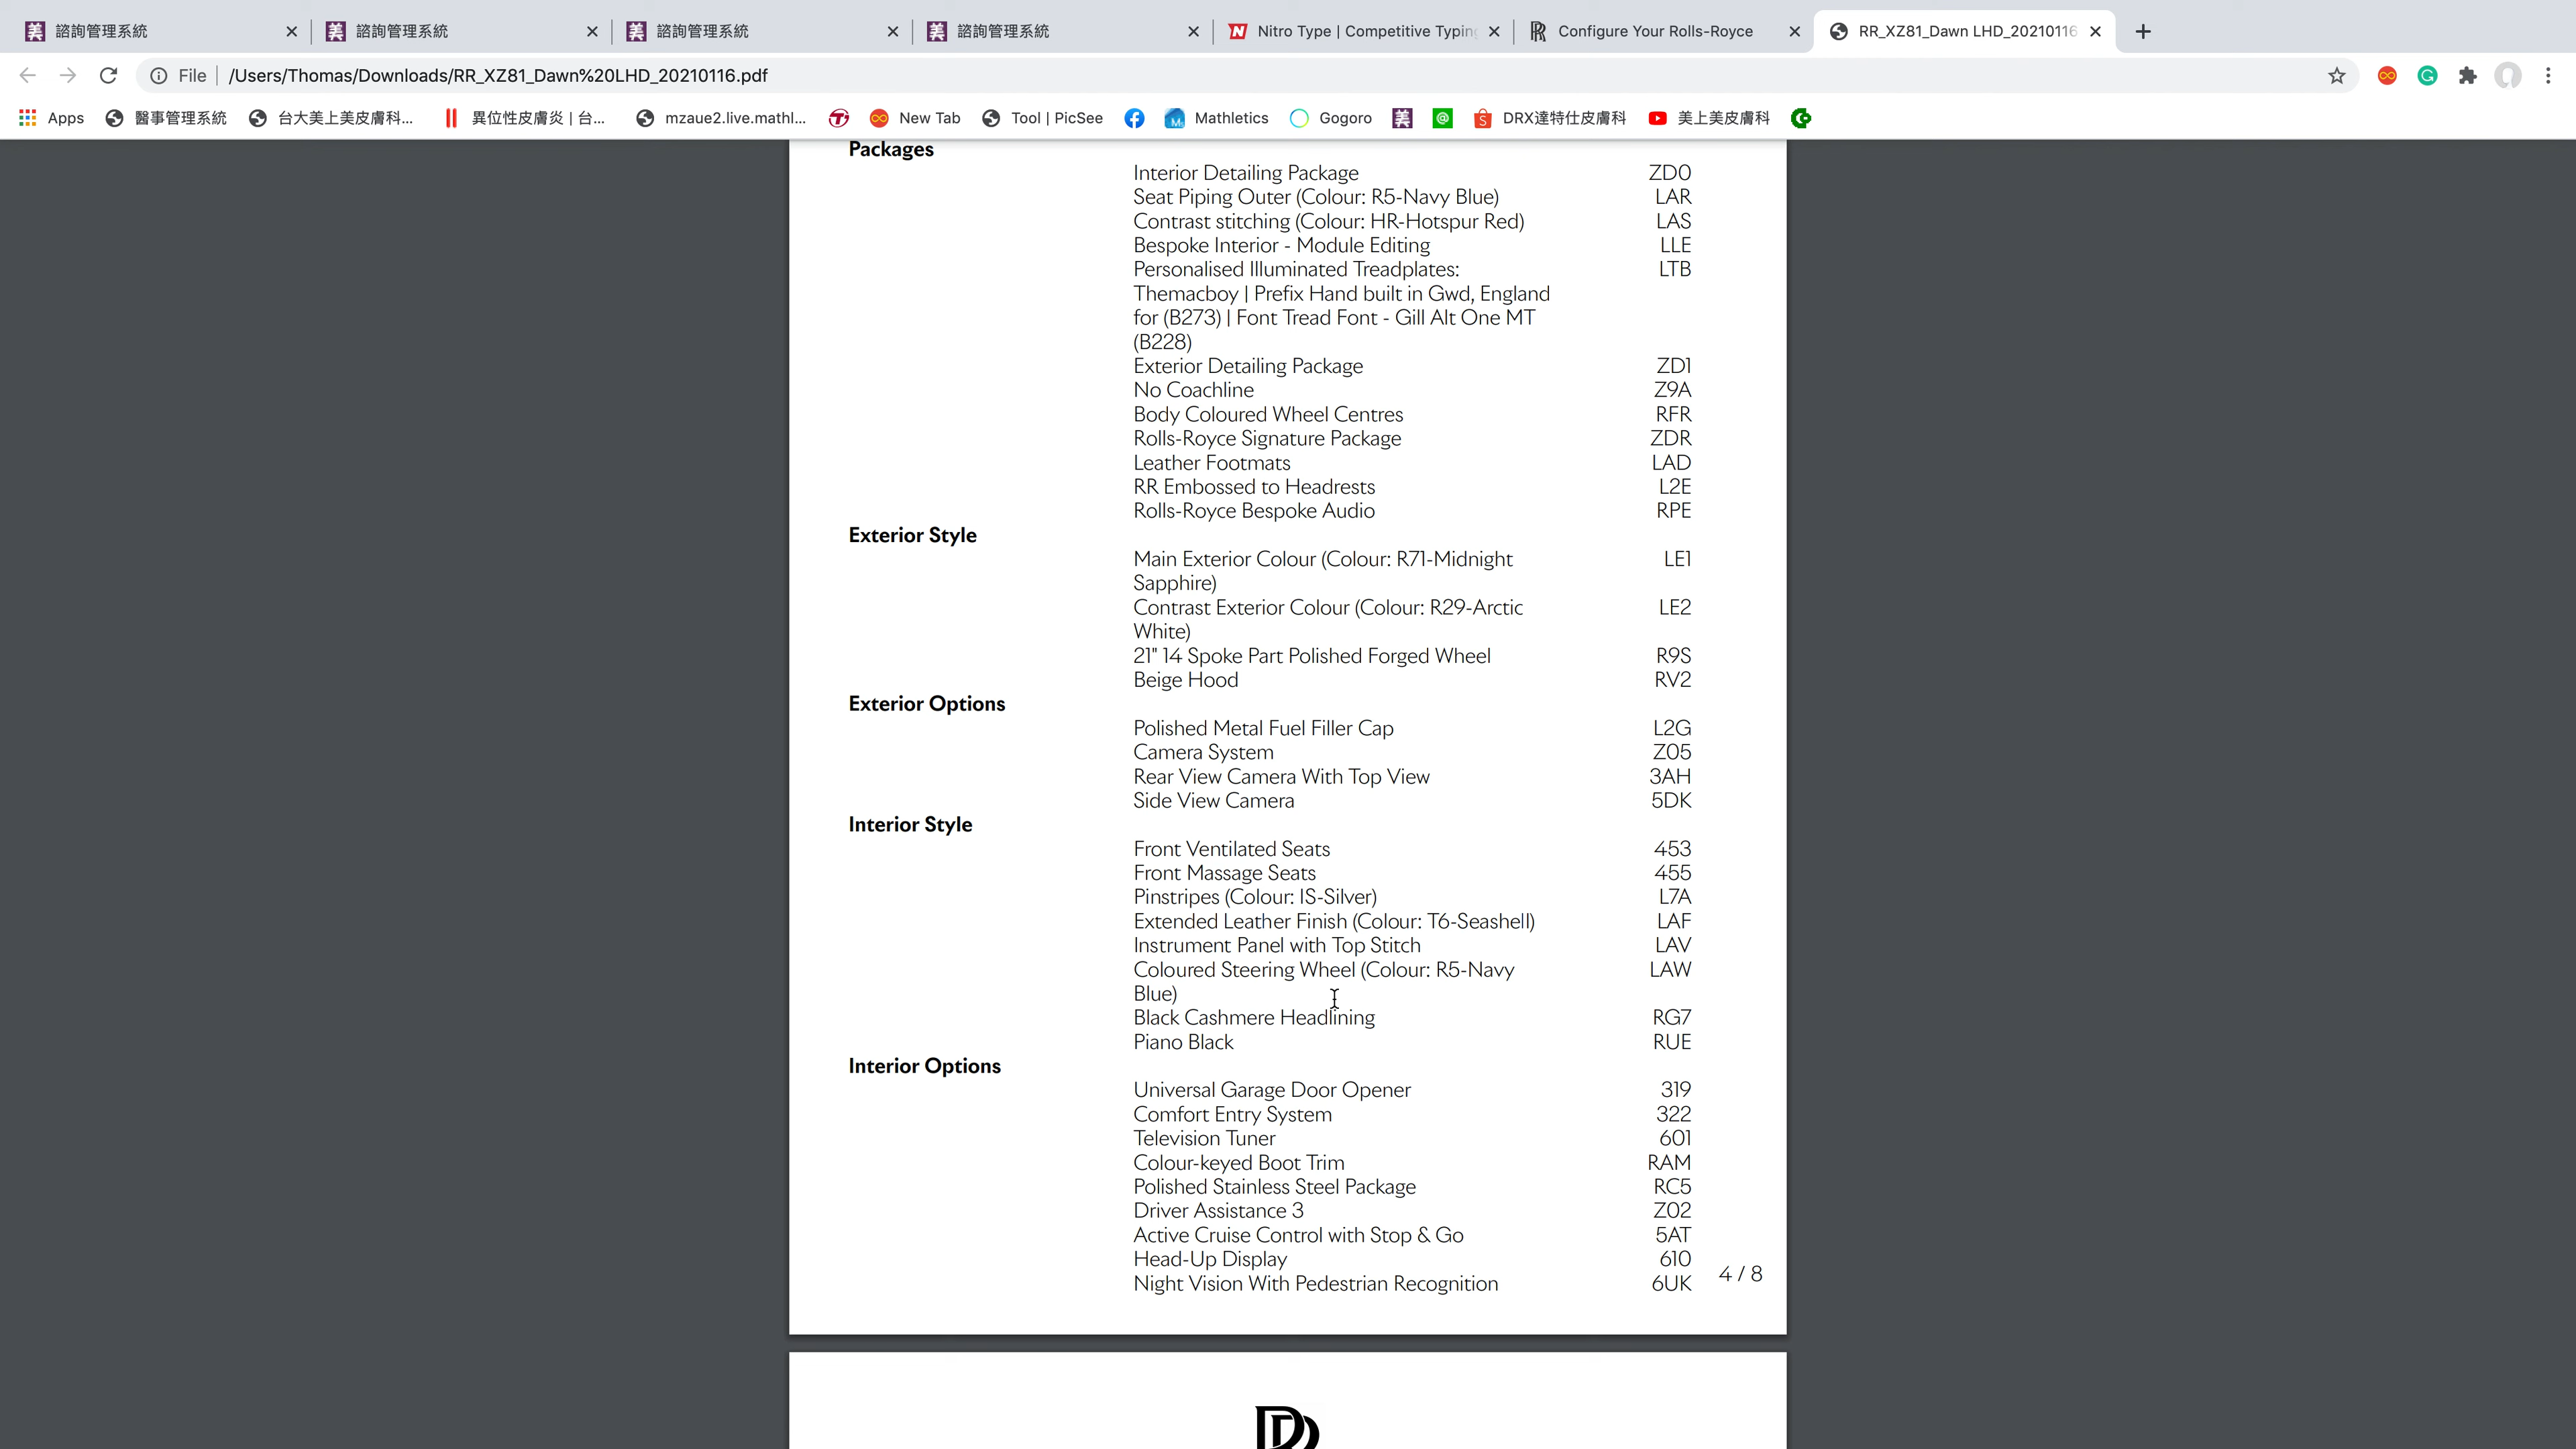 諮詢管理系統
諮詢管理系統
諮詢管理系統
諮詢管理系統
Nitro Type | Competitive Typing
Configure Your Rolls-Royce
RR_XZ81_Dawn LHD_20210116
File
/Users/Thomas/Downloads/RR_XZ81_Dawn%20LHD_20210116.pdf
Apps
醫事管理系統
台大美上美皮膚科...
異位性皮膚炎 | 台...
mzaue2.live.mathl...
New Tab
Tool | PicSee
Mathletics
Gogoro
美
DRX達特仕皮膚科
美上美皮膚科
Packages
Interior Detailing Package ZD0
Seat Piping Outer (Colour: R5-Navy Blue) LAR
Contrast stitching (Colour: HR-Hotspur Red) LAS
Bespoke Interior - Module Editing LLE
Personalised Illuminated Treadplates: LTB
Themacboy | Prefix Hand built in Gwd, England
for (B273) | Font Tread Font - Gill Alt One MT
(B228)
Exterior Detailing Package ZD1
No Coachline Z9A
Body Coloured Wheel Centres RFR
Rolls-Royce Signature Package ZDR
Leather Footmats LAD
RR Embossed to Headrests L2E
Rolls-Royce Bespoke Audio RPE
Exterior Style
Main Exterior Colour (Colour: R71-Midnight LE1
Sapphire)
Contrast Exterior Colour (Colour: R29-Arctic LE2
White)
21" 14 Spoke Part Polished Forged Wheel R9S
Beige Hood RV2
Exterior Options
Polished Metal Fuel Filler Cap L2G
Camera System Z05
Rear View Camera With Top View 3AH
Side View Camera 5DK
Interior Style
Front Ventilated Seats 453
Front Massage Seats 455
Pinstripes (Colour: IS-Silver) L7A
Extended Leather Finish (Colour: T6-Seashell) LAF
Instrument Panel with Top Stitch LAV
Coloured Steering Wheel (Colour: R5-Navy LAW
Blue)
Black Cashmere Headlining RG7
Piano Black RUE
Interior Options
Universal Garage Door Opener 319
Comfort Entry System 322
Television Tuner 601
Colour-keyed Boot Trim RAM
Polished Stainless Steel Package RC5
Driver Assistance 3 Z02
Active Cruise Control with Stop & Go 5AT
Head-Up Display 610
Night Vision With Pedestrian Recognition 6UK
4 / 8